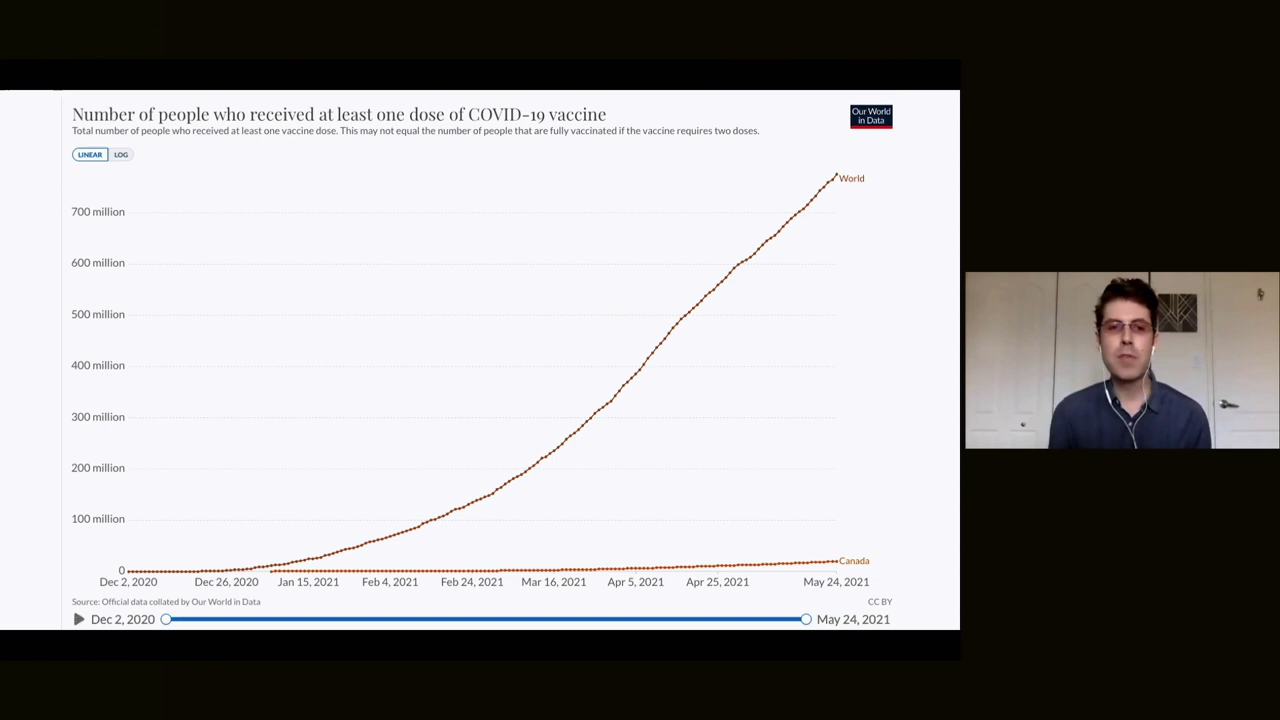 Number of people who received at least one dose of COVID-19 vaccine
Our World
in Data
Total number of people who received at least one vaccine dose. This may not equal the number of people that are fully vaccinated if the vaccine requires two doses.
LINEAR LOG
World
700 million
600 million
500 million
400 million
300 million
200 million
100 million
0
Canada
Dec 2, 2020 Dec 26, 2020 Jan 15, 2021 Feb 4, 2021 Feb 24, 2021 Mar 16, 2021 Apr 5, 2021 Apr 25, 2021 May 24, 2021
Source: Official data collated by Our World in Data CC BY
Dec 2, 2020 May 24, 2021